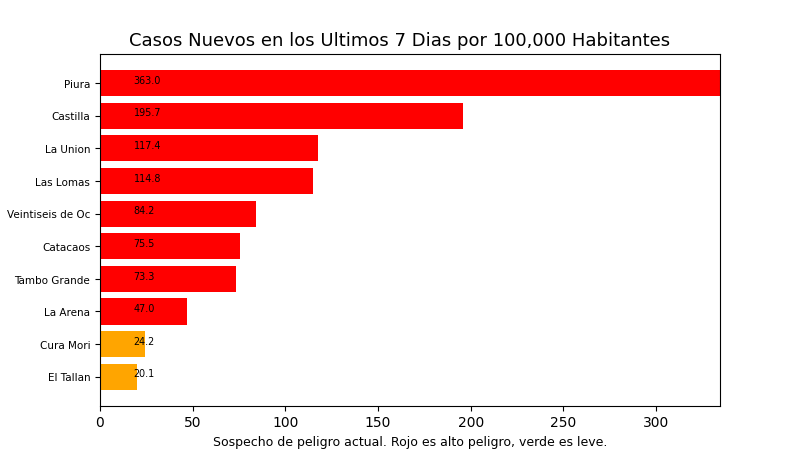 Casos Nuevos en los Ultimos 7 Dias por 100,000 Habitantes
Piura 363.0
Castilla 195.7
La Union 117.4
Las Lomas 114.8
Veintiseis de Oc 84.2
Catacaos 75.5
Tambo Grande 73.3
La Arena 47.0
Cura Mori 24.2
El Tallan 20.1
0 50 100 150 200 250 300
Sospecho de peligro actual. Rojo es alto peligro, verde es leve.